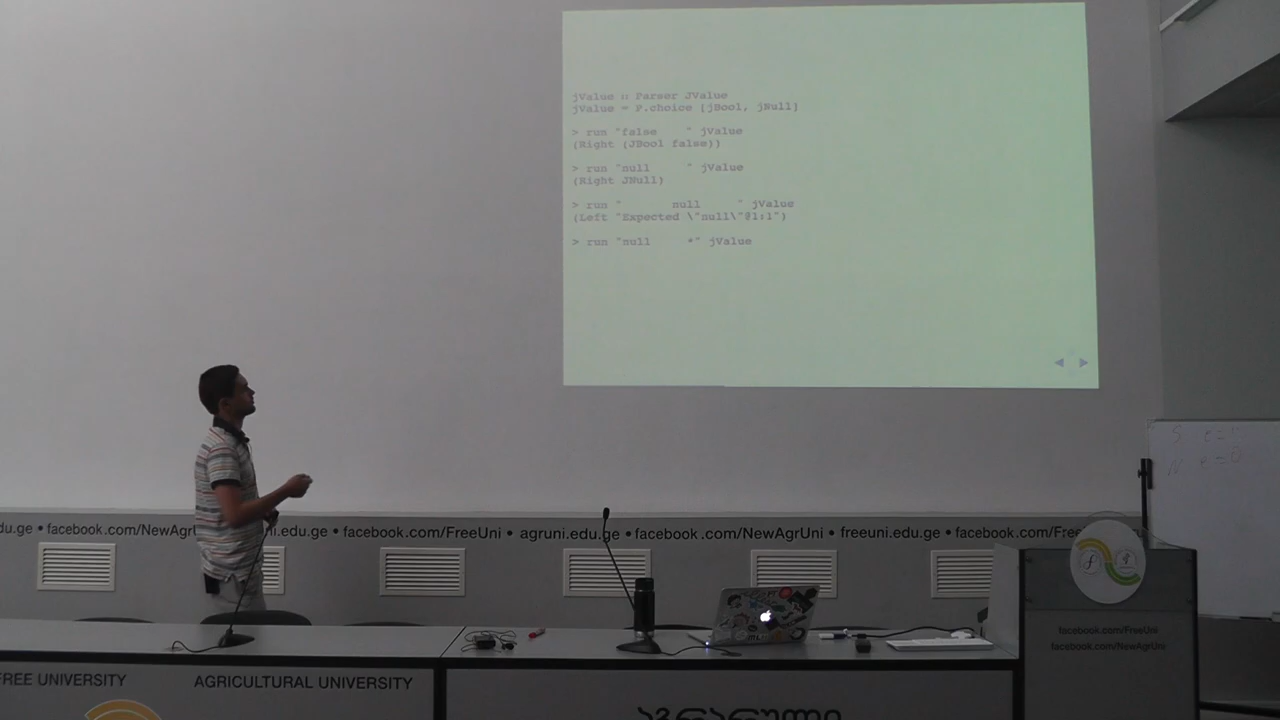 jValue :: Parser JValue
jValue = P.choice [jBool, jNull]
> run "false    " jValue
(Right (JBool false))
> run "null     " jValue
(Right JNull)
> run "       null     " jValue
(Left "Expected \"null\"@1:1")
> run "null     *" jValue
du.ge • facebook.com/NewAgrU ni.edu.ge • facebook.com/FreeUni • agruni.edu.ge • facebook.com/NewAgrUni • freeuni.edu.ge • facebook.com/Fre
facebook.com/FreeUni
facebook.com/NewAgrUni
FREE UNIVERSITY
AGRICULTURAL UNIVERSITY